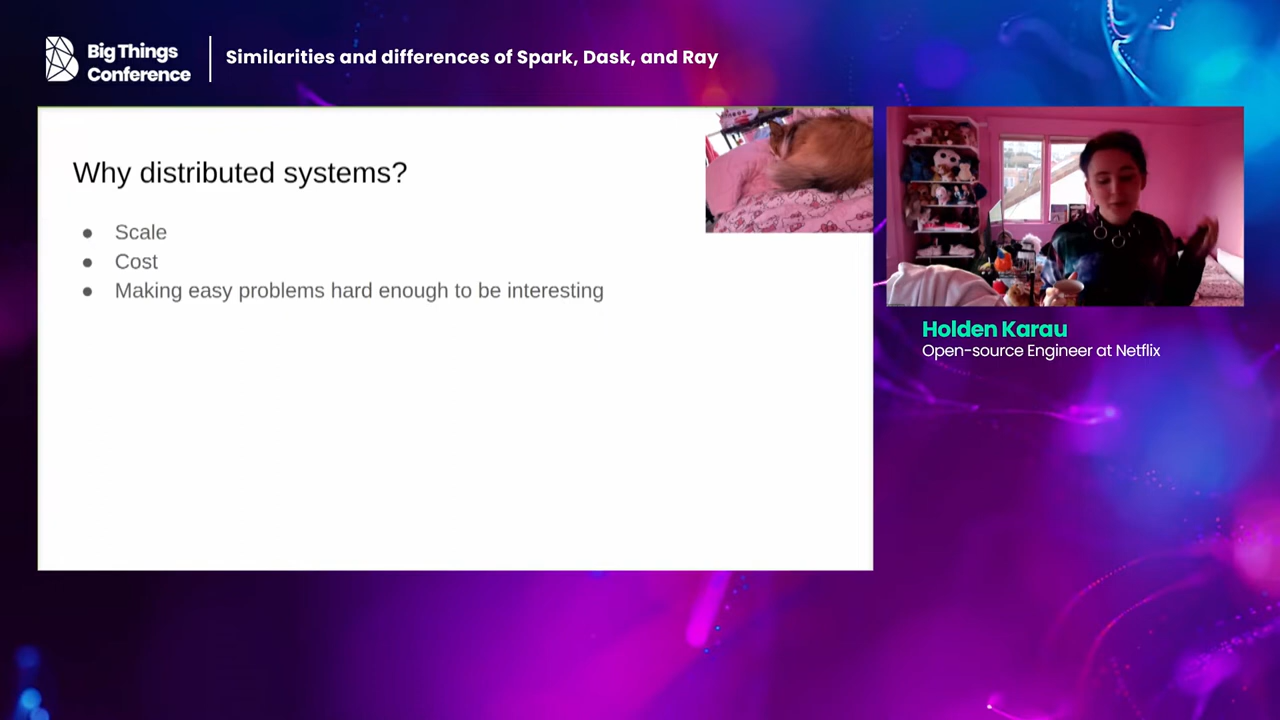 Big Things
Conference
Similarities and differences of Spark, Dask, and Ray
Why distributed systems?
● Scale
● Cost
● Making easy problems hard enough to be interesting
Holden Karau
Open-source Engineer at Netflix